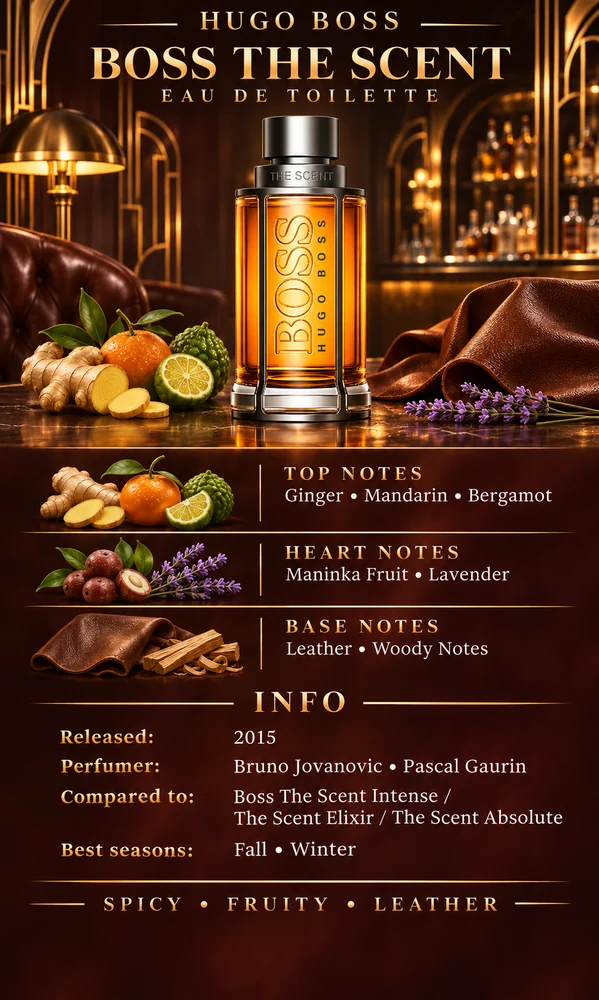 HUGO BOSS
BOSS THE SCENT
EAU DE TOILETTE
THE SCENT
BOSS
HUGO BOSS
TOP NOTES
Ginger • Mandarin • Bergamot
HEART NOTES
Maninka Fruit • Lavender
BASE NOTES
Leather • Woody Notes
INFO
Released: 2015
Perfumer: Bruno Jovanovic • Pascal Gaurin
Compared to: Boss The Scent Intense /
The Scent Elixir / The Scent Absolute
Best seasons: Fall • Winter
SPICY • FRUITY • LEATHER